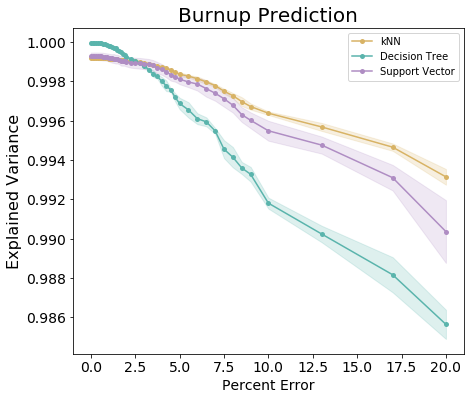 Burnup Prediction
kNN
Decision Tree
Support Vector
Explained Variance
1.000
0.998
0.996
0.994
0.992
0.990
0.988
0.986
0.0 2.5 5.0 7.5 10.0 12.5 15.0 17.5 20.0
Percent Error